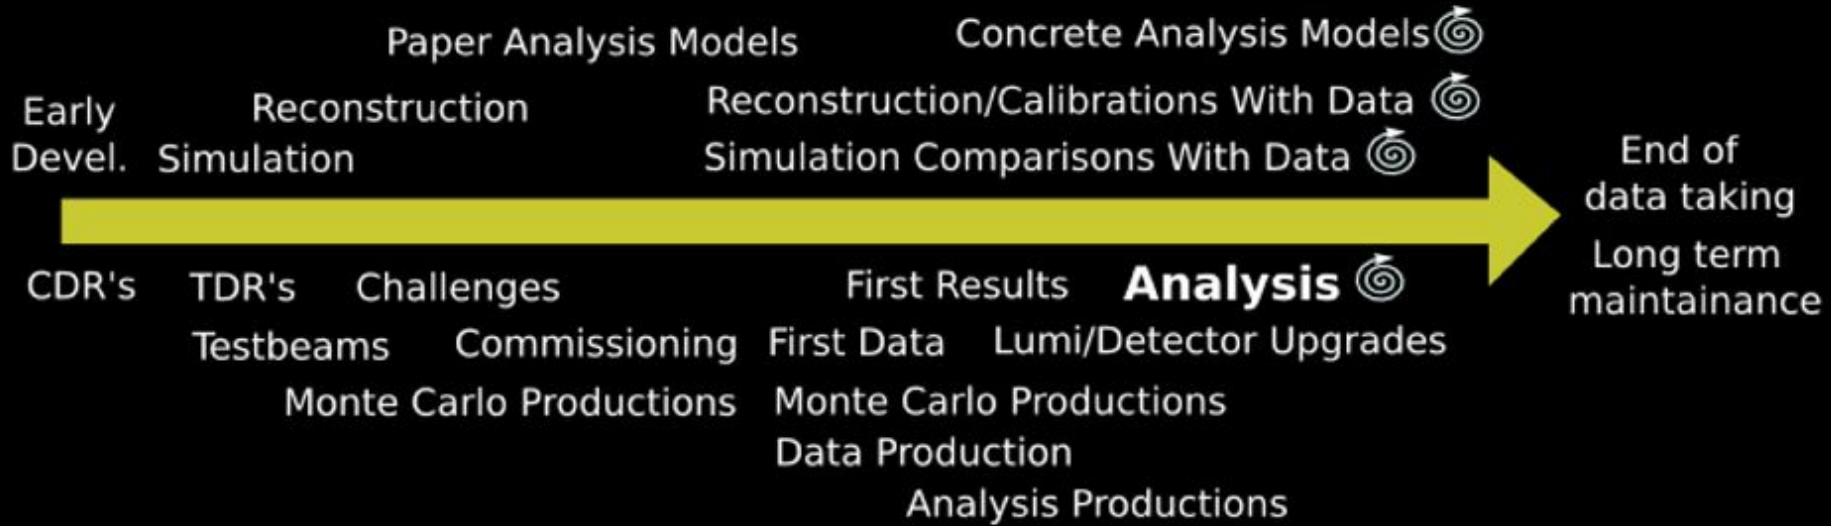 Paper Analysis Models
Concrete Analysis Models
Early
Devel.
Reconstruction
Reconstruction/Calibrations With Data
Simulation
Simulation Comparisons With Data
End of
data taking
Long term
maintainance
CDR's
TDR's
Challenges
First Results
Analysis
Testbeams
Commissioning
First Data
Lumi/Detector Upgrades
Monte Carlo Productions
Monte Carlo Productions
Data Production
Analysis Productions